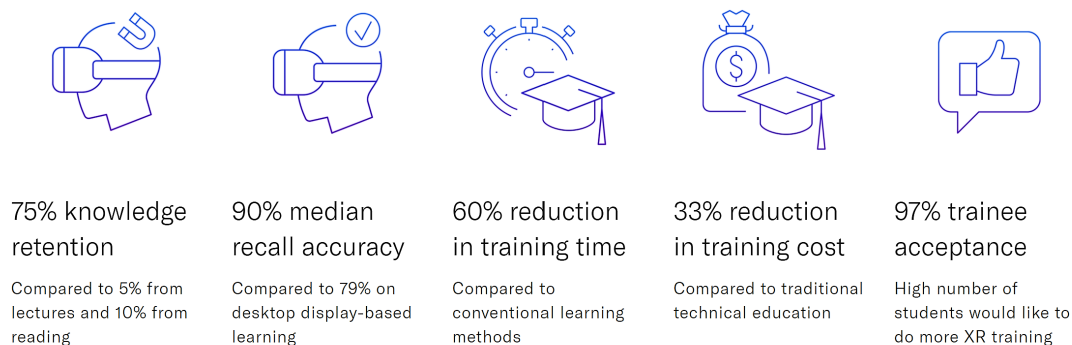 75% knowledge
retention
Compared to 5% from
lectures and 10% from
reading
90% median
recall accuracy
Compared to 79% on
desktop display-based
learning
60% reduction
in training time
Compared to
conventional learning
methods
33% reduction
in training cost
Compared to traditional
technical education
97% trainee
acceptance
High number of
students would like to
do more XR training